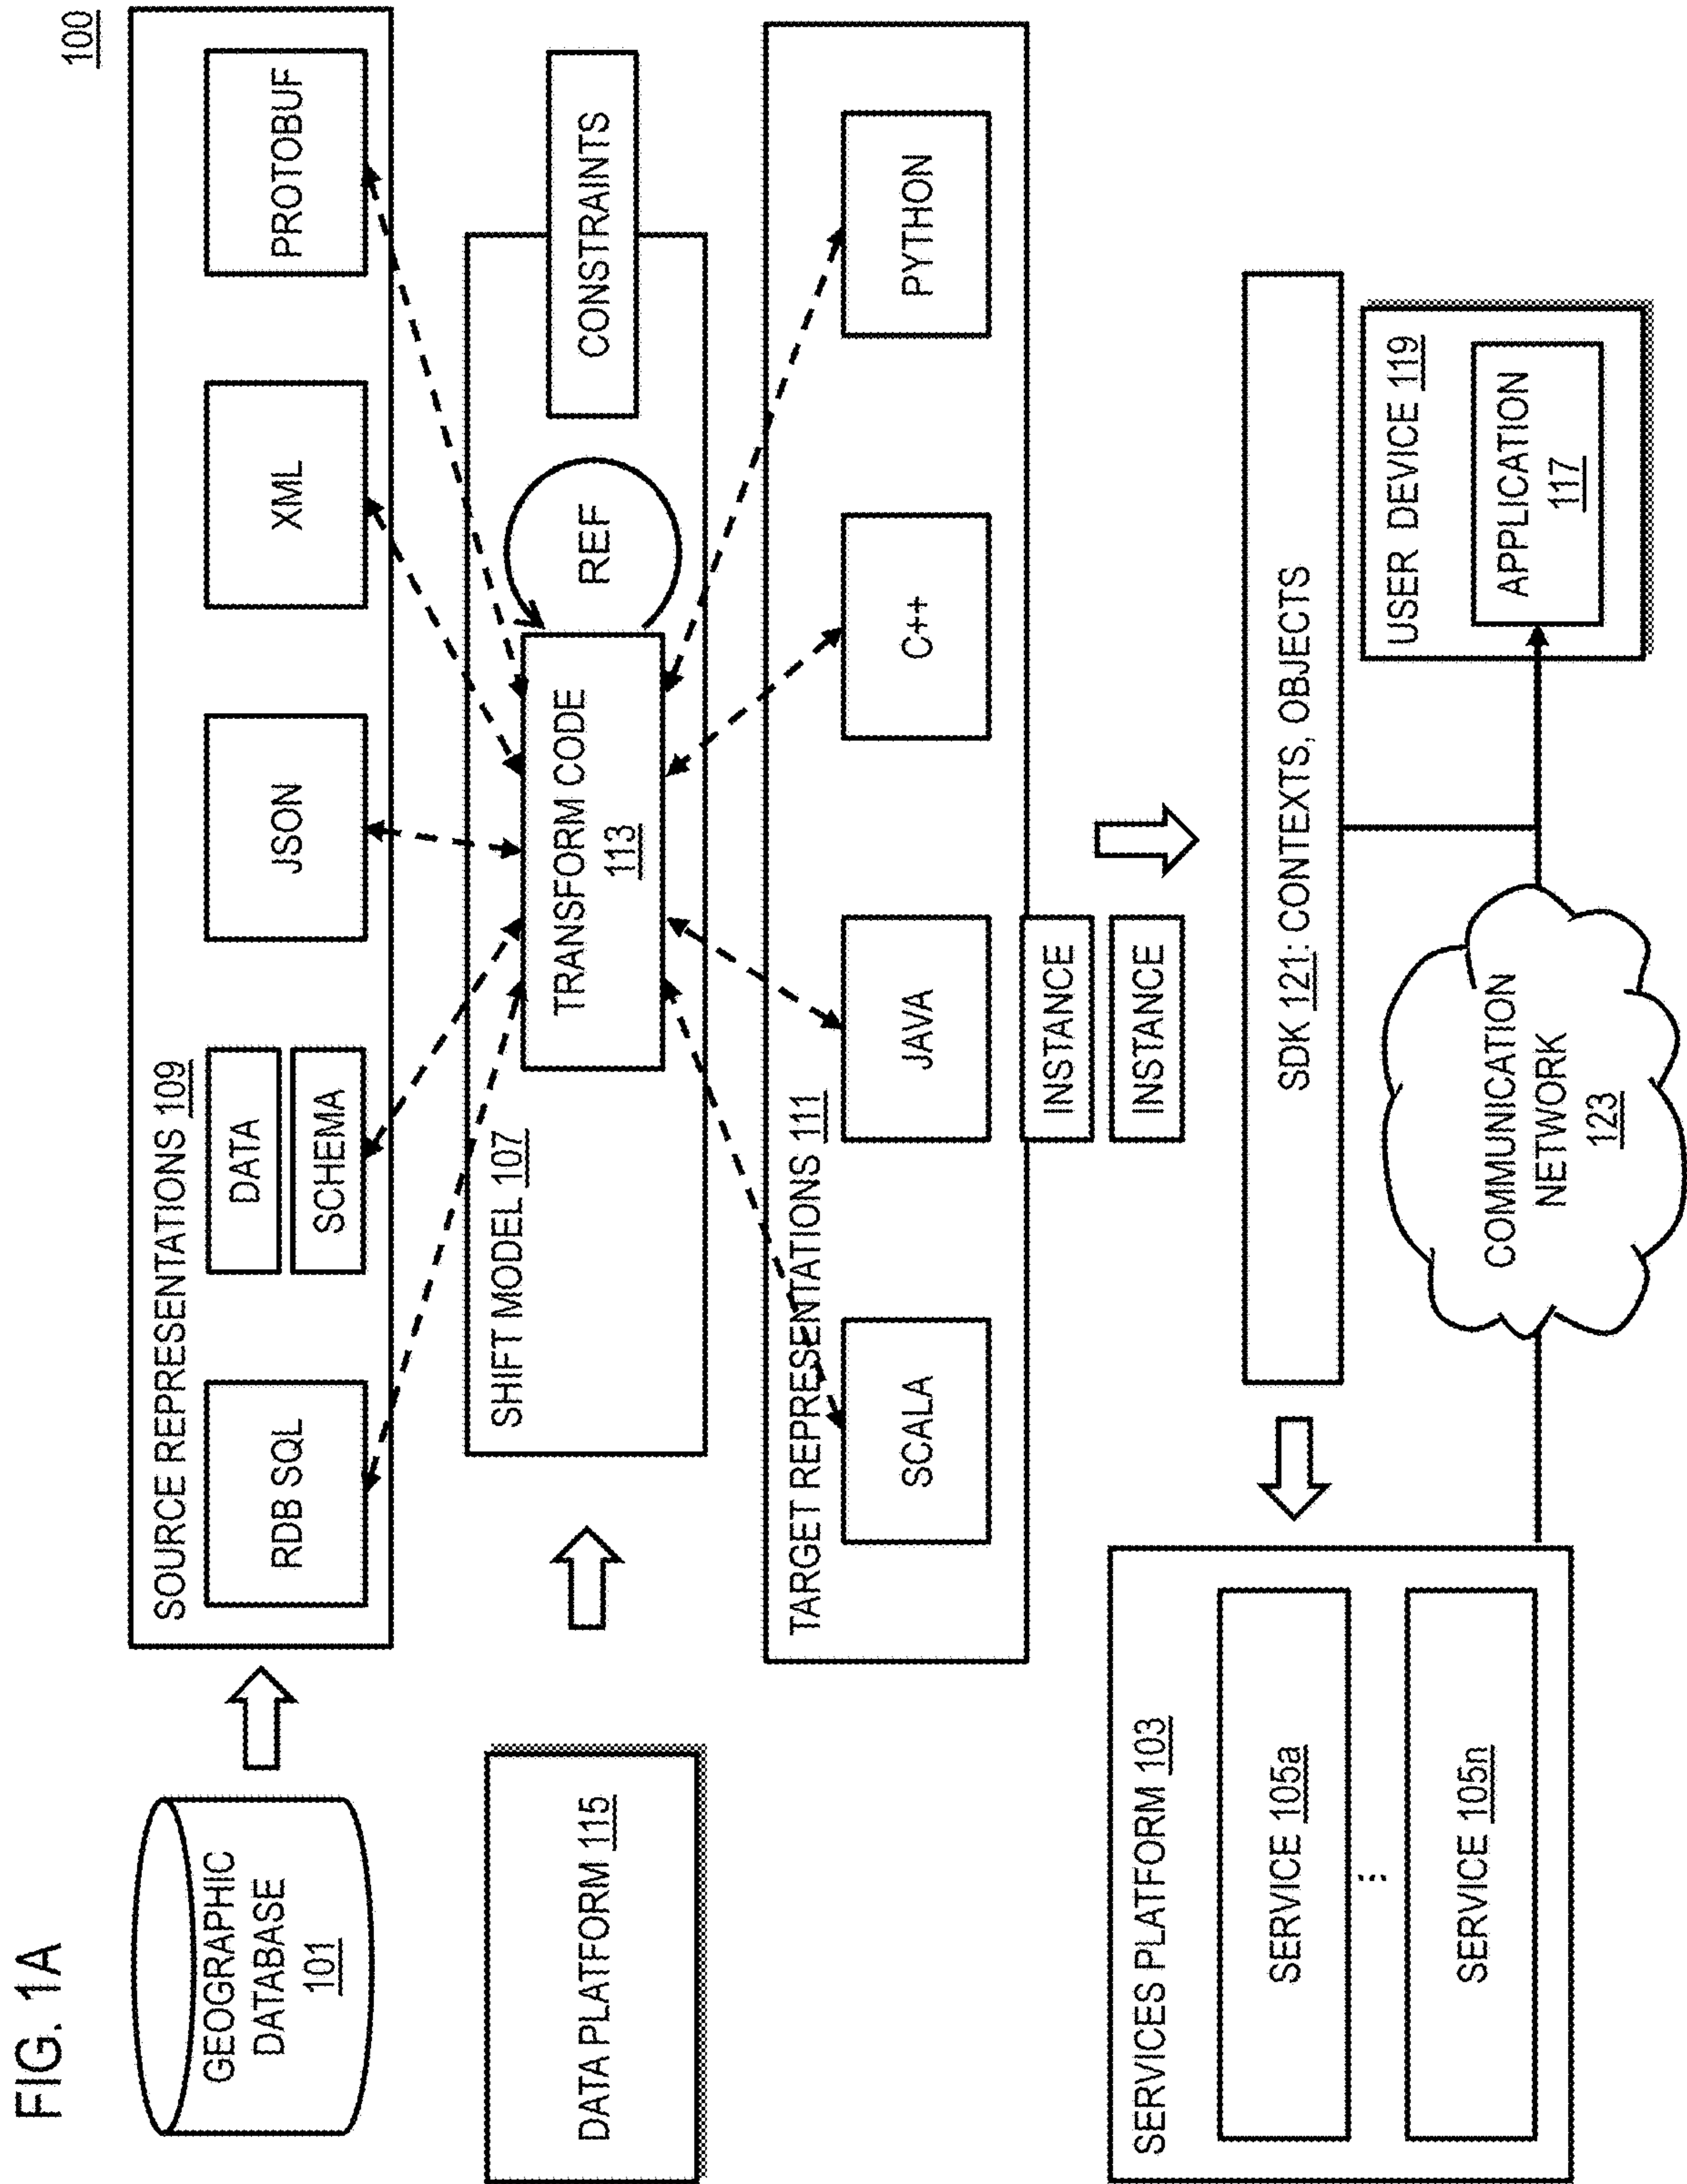 FIG. 1A
100
GEOGRAPHIC
DATABASE
101
SOURCE REPRESENTATIONS 109
RDB SQL
DATA
SCHEMA
JSON
XML
PROTOBUF
DATA PLATFORM 115
SHIFT MODEL 107
TRANSFORM CODE
113
REF
CONSTRAINTS
TARGET REPRESENTATIONS 111
SCALA
JAVA
C++
PYTHON
INSTANCE
INSTANCE
SERVICES PLATFORM 103
SERVICE 105a
...
SERVICE 105n
SDK 121: CONTEXTS, OBJECTS
COMMUNICATION
NETWORK
123
USER DEVICE 119
APPLICATION
117